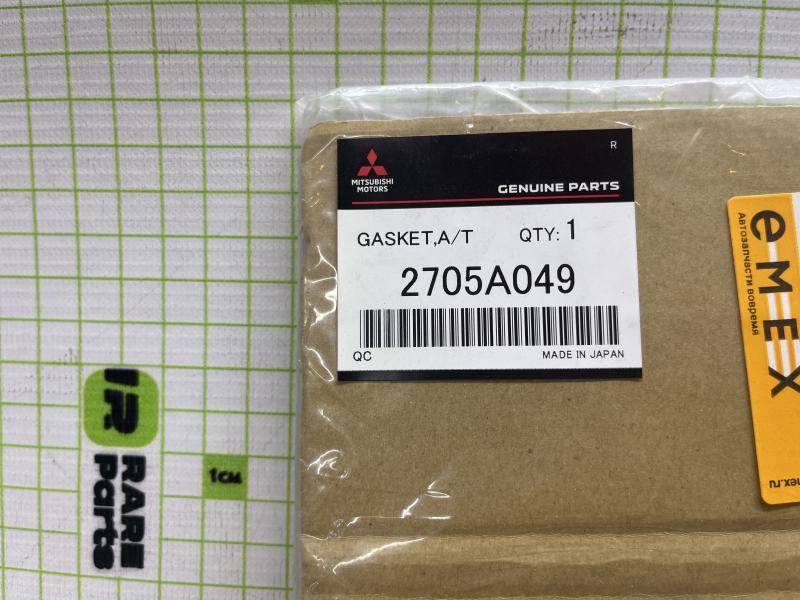 R
MITSUBISHI
MOTORS
GENUINE PARTS
GASKET,A/T QTY: 1
2705A049
QC MADE IN JAPAN
eMEX
Автозапчасти вовремя
mex.ru
1см
RARE
Parts